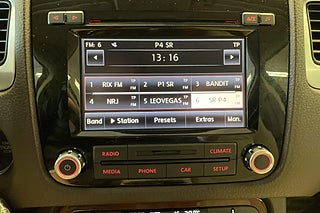 A/C
FM: 6 P4 SR TP
13:16
1 RIX FM 2 P1 SR 3 BANDIT
4 NRJ 5 LEOVEGAS 6 SR P4
Band Station Presets Extras Man.
RADIO CLIMATE
MEDIA PHONE CAR SETUP